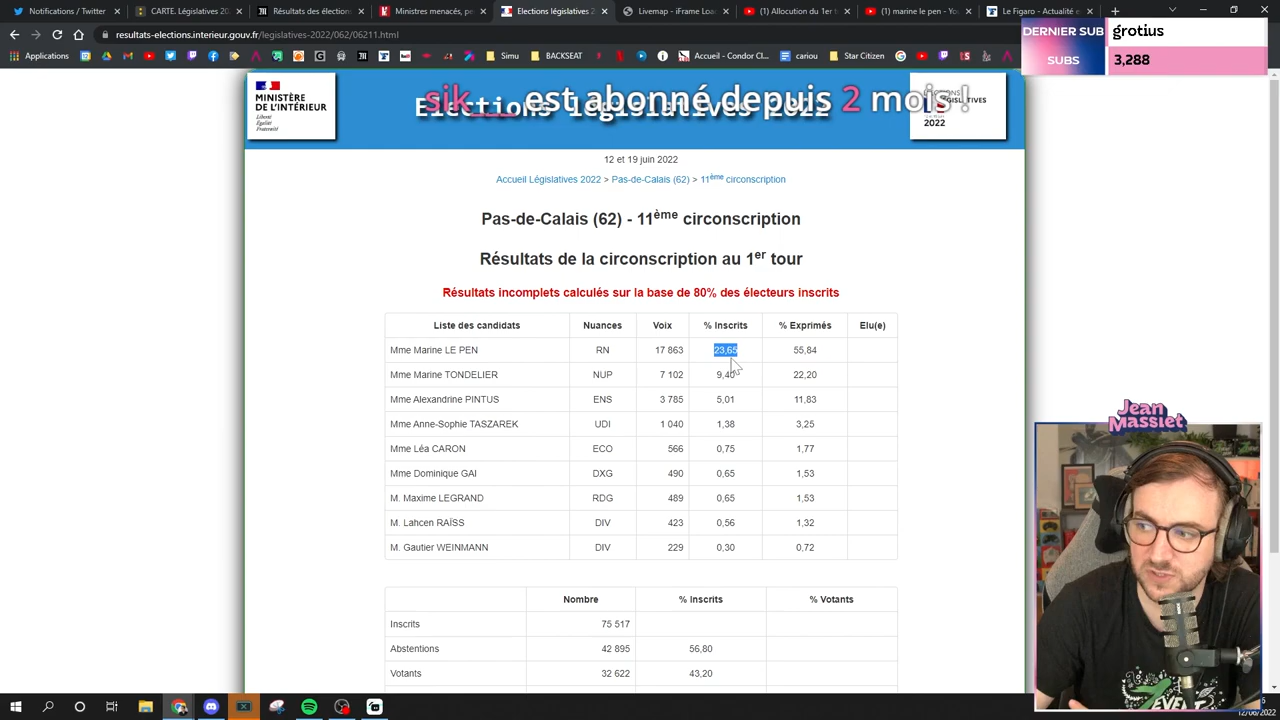 Notifications / Twitter
CARTE. Législatives 20
Résultats des élections
Ministres menacés, pr
Elections législatives 2
Livemap - iFrame Loac
(1) Allocution du 1er t
(1) marine le pen - Yo
Le Figaro - Actualités
resultats-elections.interieur.gouv.fr/legislatives-2022/062/06211.html
Applications
Simu
BACKSEAT
Accueil - Condor Cl...
cariou
Star Citizen
DERNIER SUB
grotius
SUBS
3,288
MINISTÈRE
DE L'INTÉRIEUR
Liberté
Égalité
Fraternité
Elections législatives 2022
sik__ est abonné depuis 2 mois !
2022
12 et 19 juin 2022
Accueil Législatives 2022 > Pas-de-Calais (62) > 11ème circonscription
Pas-de-Calais (62) - 11ème circonscription
Résultats de la circonscription au 1er tour
Résultats incomplets calculés sur la base de 80% des électeurs inscrits
Liste des candidats Nuances Voix % Inscrits % Exprimés Elu(e)
Mme Marine LE PEN RN 17 863 23,65 55,84
Mme Marine TONDELIER NUP 7 102 9,40 22,20
Mme Alexandrine PINTUS ENS 3 785 5,01 11,83
Mme Anne-Sophie TASZAREK UDI 1 040 1,38 3,25
Mme Léa CARON ECO 566 0,75 1,77
Mme Dominique GAI DXG 490 0,65 1,53
M. Maxime LEGRAND RDG 489 0,65 1,53
M. Lahcen RAÏSS DIV 423 0,56 1,32
M. Gautier WEINMANN DIV 229 0,30 0,72
Nombre % Inscrits % Votants
Inscrits 75 517
Abstentions 42 895 56,80
Votants 32 622 43,20
Jean
Massiet
12/06/2022